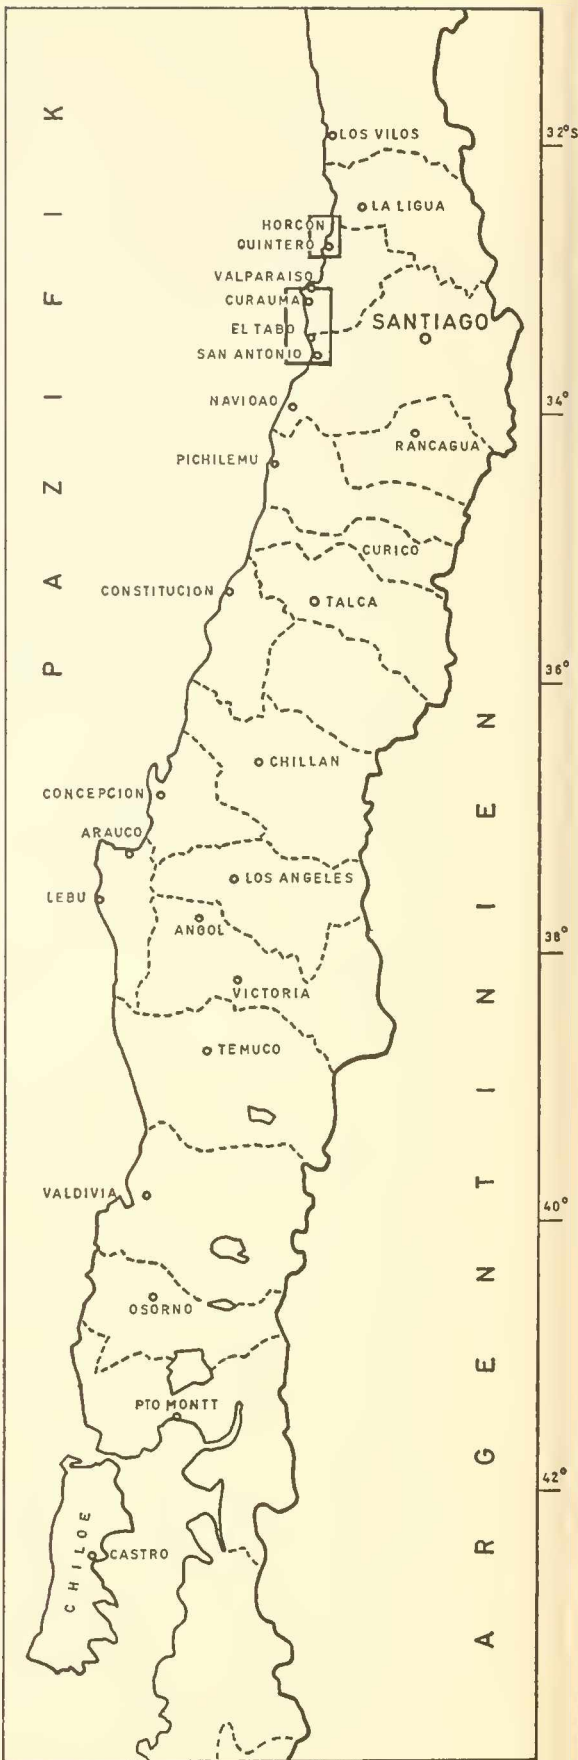 PAZIFIK
LOS VILOS
32°S
LA LIGUA
HORCON
QUINTERO
VALPARAISO
CURAUMA
SANTIAGO
EL TABO
SAN ANTONIO
NAVIDAO
34°
RANCAGUA
PICHILEMU
CURICO
CONSTITUCION
TALCA
36°
CHILLAN
CONCEPCION
ARAUCO
LOS ANGELES
LEBU
ANGOL
38°
VICTORIA
TEMUCO
VALDIVIA
40°
OSORNO
PTO MONTT
42°
CHILOE
CASTRO
ARGENTINIEN